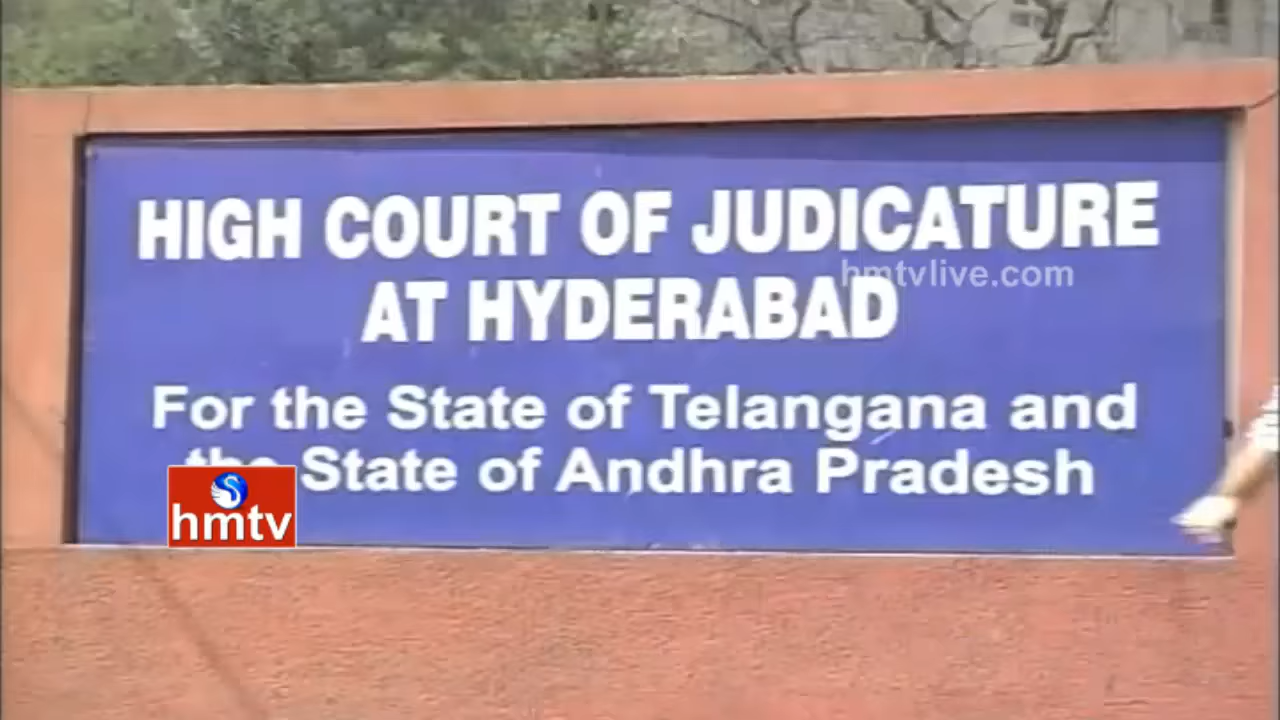 HIGH COURT OF JUDICATURE
AT HYDERABAD
hmtvlive.com
For the State of Telangana and
the State of Andhra Pradesh
hmtv